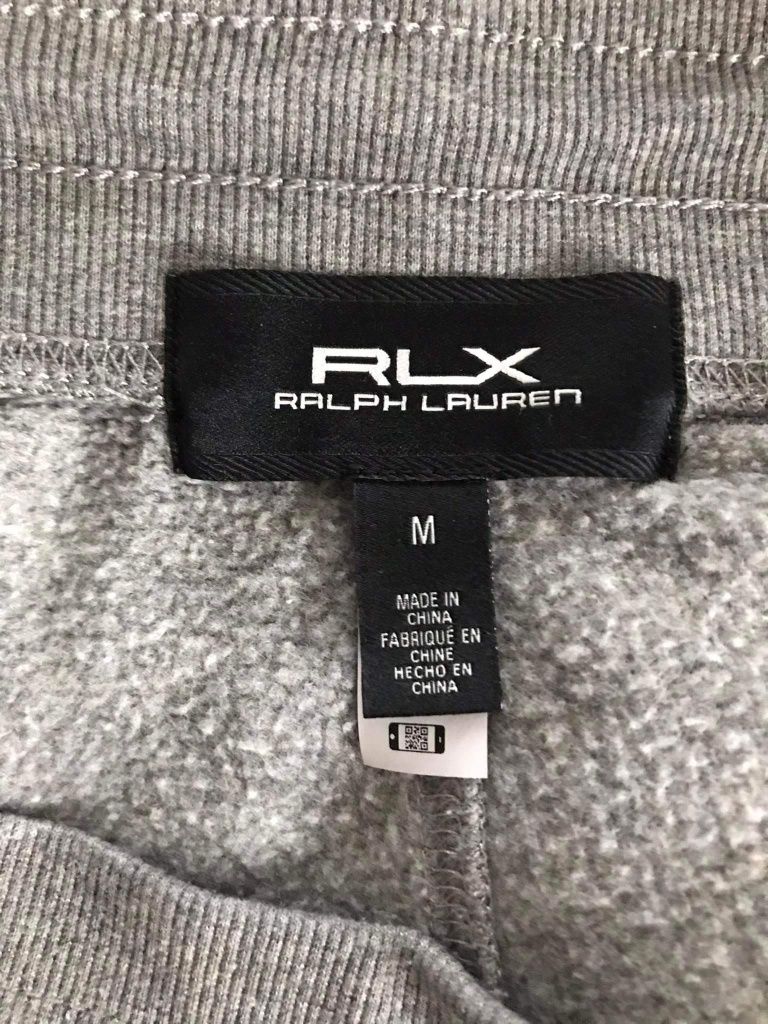 RLX
RALPH LAUREN
M
MADE IN
CHINA
FABRIQUÉ EN
CHINE
HECHO EN
CHINA